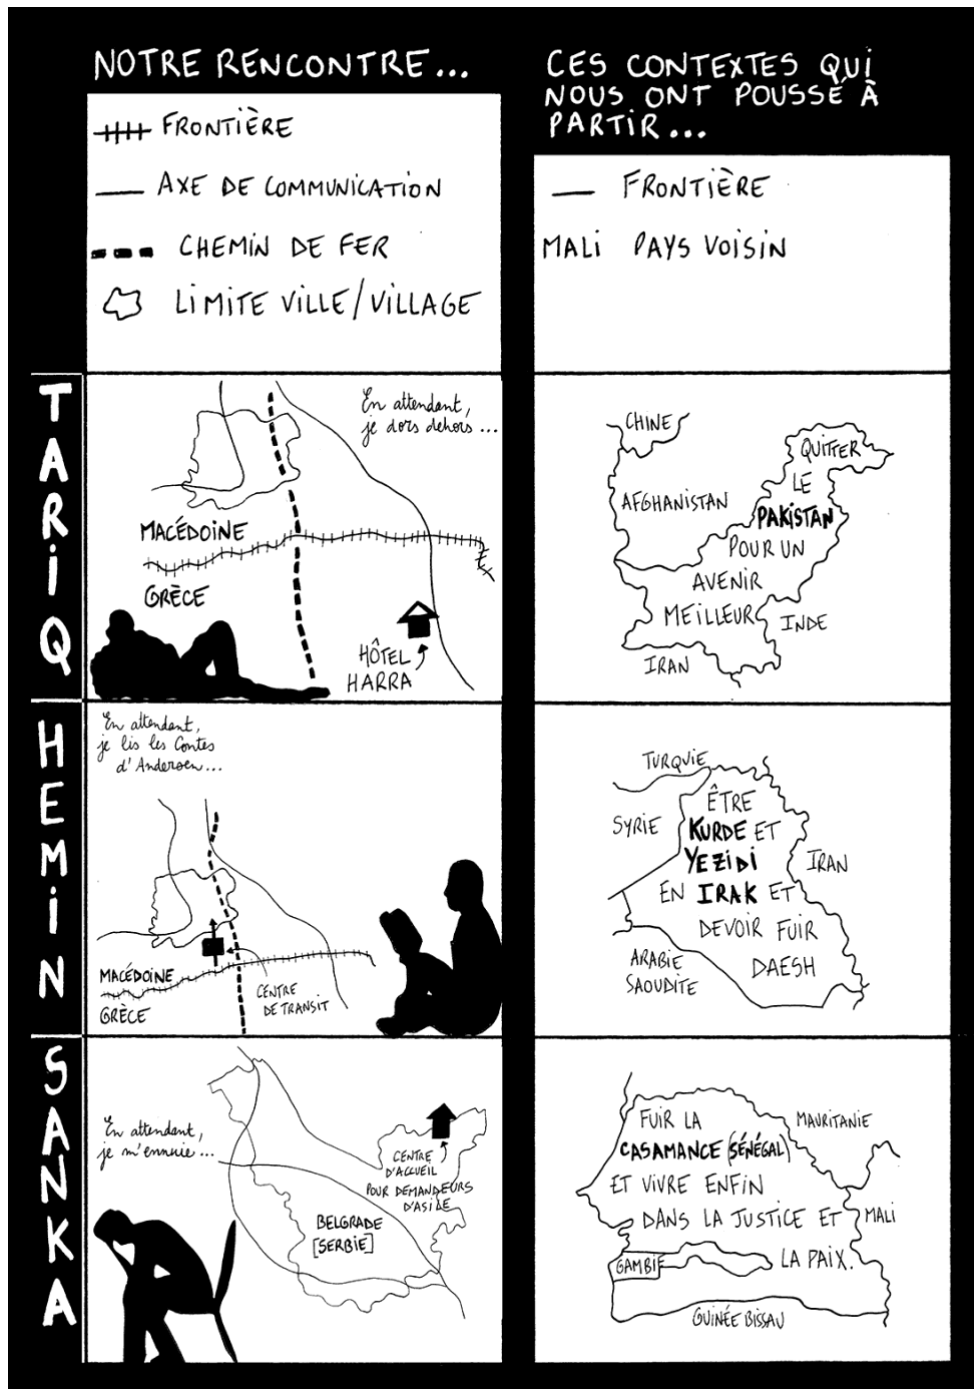 NOTRE RENCONTRE...
FRONTIÈRE
AXE DE COMMUNICATION
CHEMIN DE FER
LIMITE VILLE/VILLAGE
CES CONTEXTES QUI
NOUS ONT POUSSÉ À
PARTIR...
FRONTIÈRE
MALI PAYS VOISIN
TARIQ
En attendant,
je dors dehors...
MACÉDOINE
GRÈCE
HÔTEL
HARRA
CHINE
AFGHANISTAN
QUITTER
LE
PAKISTAN
POUR UN
AVENIR
MEILLEUR
INDE
IRAN
HEMIN
En attendant,
je lis les Contes
d'Andersen...
MACÉDOINE
GRÈCE
CENTRE
DE TRANSIT
TURQUIE
SYRIE
ÊTRE
KURDE ET
YEZIDI
EN IRAK ET
DEVOIR FUIR
DAESH
IRAN
ARABIE
SAOUDITE
SANKA
En attendant,
je m'ennuie...
CENTRE
D'ACCUEIL
POUR DEMANDEURS
D'ASILE
BELGRADE
[SERBIE]
FUIR LA
CASAMANCE (SÉNÉGAL)
ET VIVRE ENFIN
DANS LA JUSTICE ET
LA PAIX.
MAURITANIE
MALI
GAMBIE
GUINÉE BISSAU